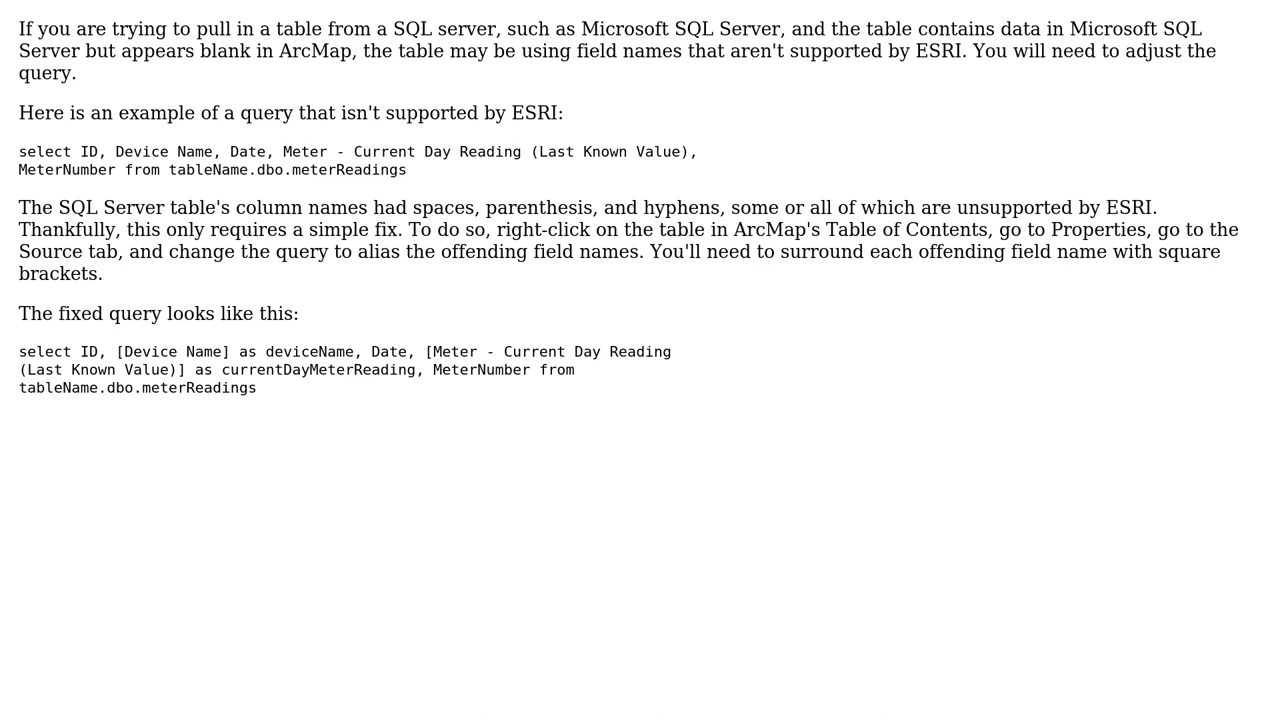 If you are trying to pull in a table from a SQL server, such as Microsoft SQL Server, and the table contains data in Microsoft SQL
Server but appears blank in ArcMap, the table may be using field names that aren't supported by ESRI. You will need to adjust the
query.
Here is an example of a query that isn't supported by ESRI:
select ID, Device Name, Date, Meter - Current Day Reading (Last Known Value),
MeterNumber from tableName.dbo.meterReadings
The SQL Server table's column names had spaces, parenthesis, and hyphens, some or all of which are unsupported by ESRI.
Thankfully, this only requires a simple fix. To do so, right-click on the table in ArcMap's Table of Contents, go to Properties, go to the
Source tab, and change the query to alias the offending field names. You'll need to surround each offending field name with square
brackets.
The fixed query looks like this:
select ID, [Device Name] as deviceName, Date, [Meter - Current Day Reading
(Last Known Value)] as currentDayMeterReading, MeterNumber from
tableName.dbo.meterReadings